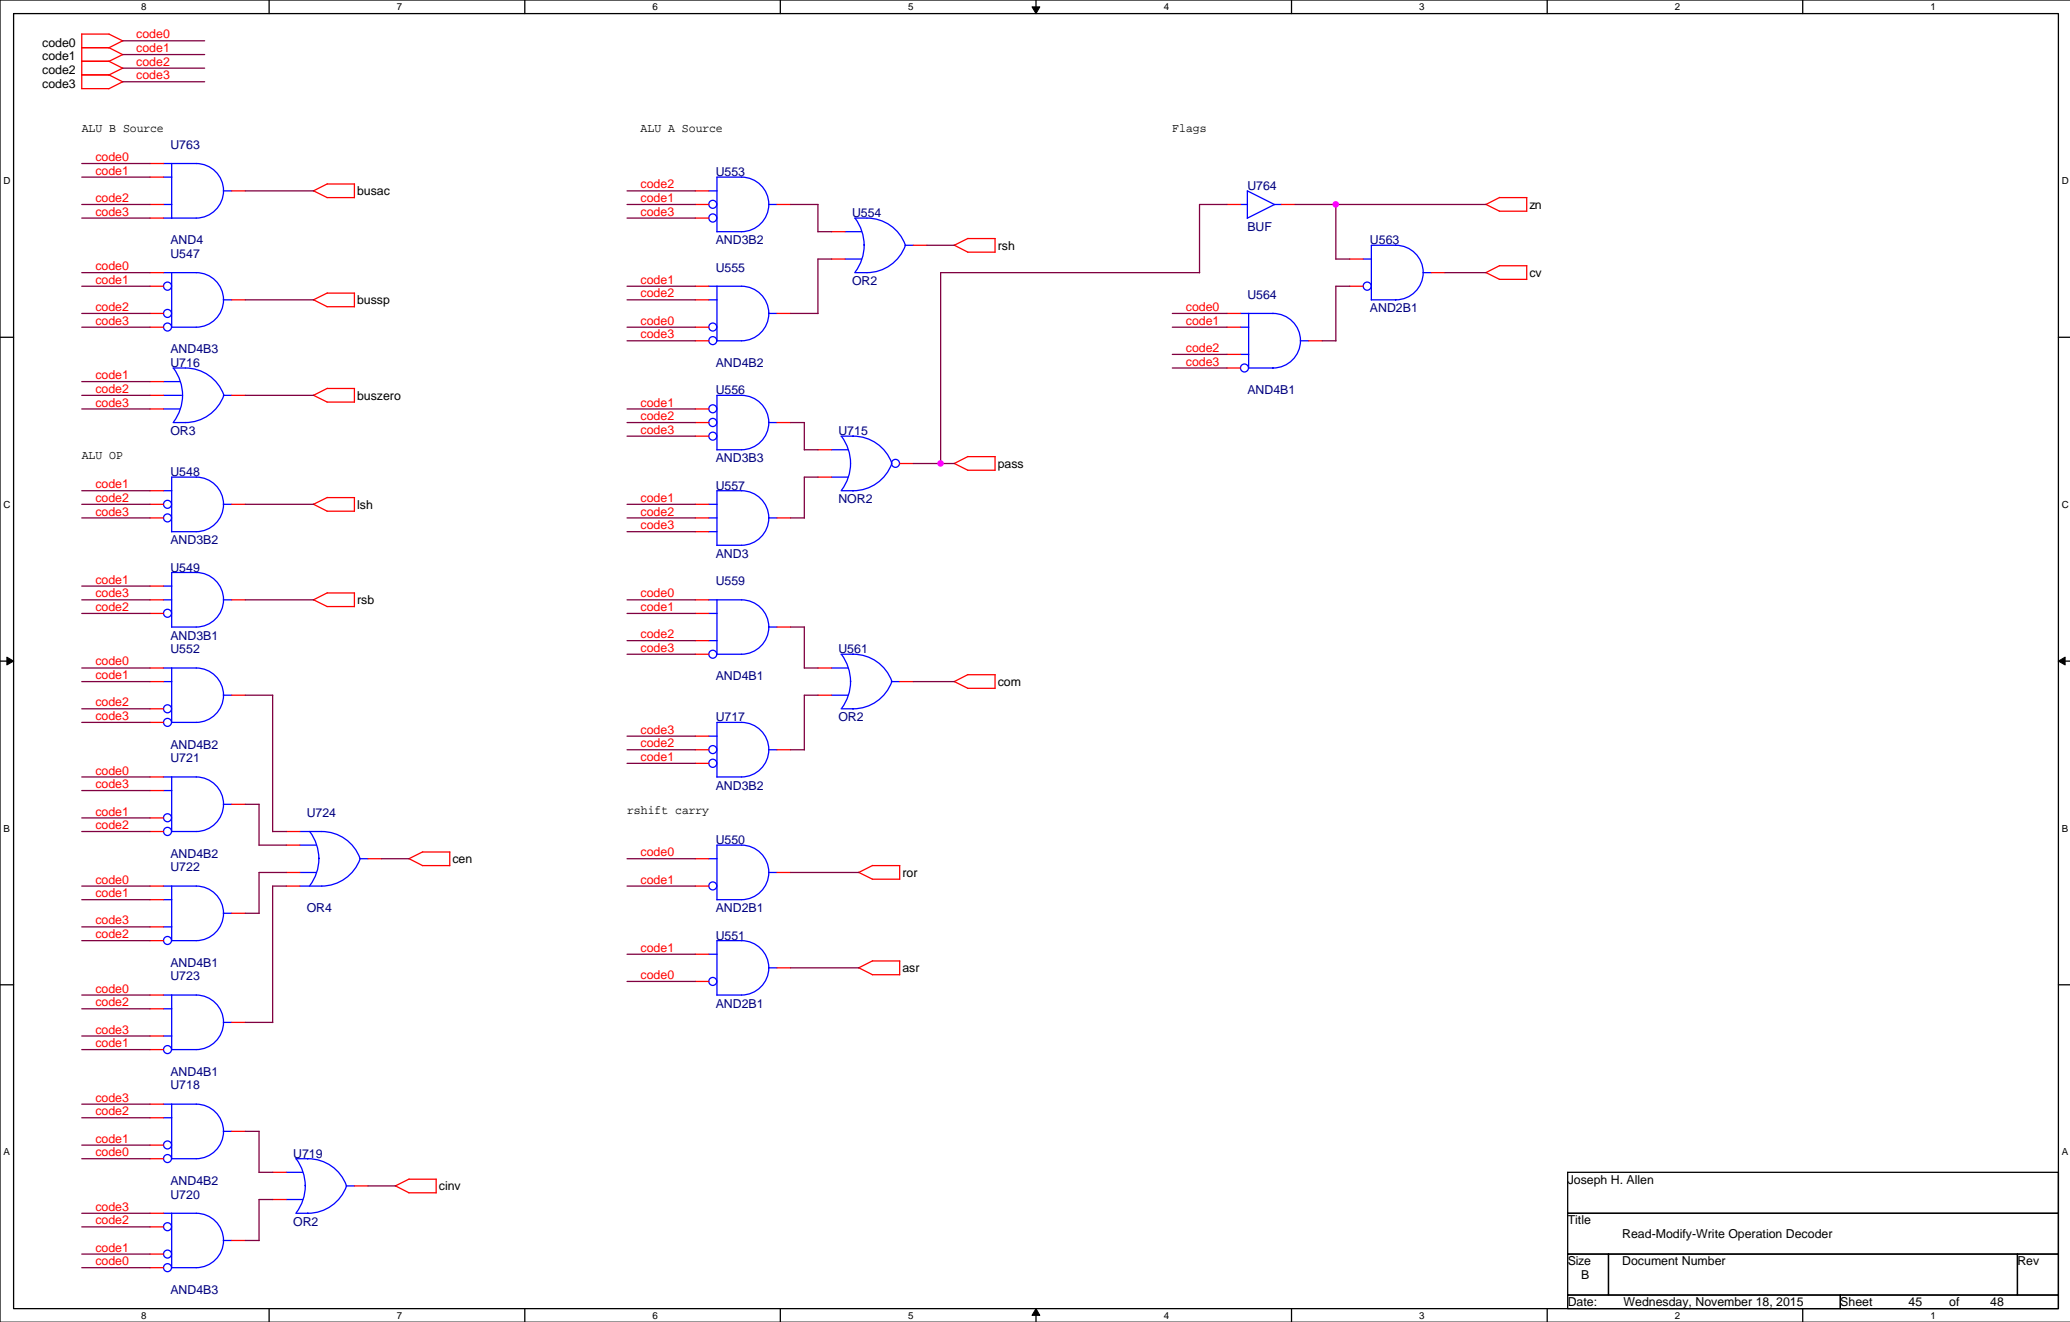 8 7 6 5 4 3 2 1
code0 code0
code1 code1
code2 code2
code3 code3
ALU B Source
U763
code0
code1
code2
code3
busac
AND4
U547
code0
code1
code2
code3
bussp
AND4B3
U716
code1
code2
code3
buszero
OR3
ALU OP
U548
code1
code2
code3
lsh
AND3B2
U549
code1
code3
code2
rsb
AND3B1
U552
code0
code1
code2
code3
AND4B2
U721
code0
code3
code1
code2
AND4B2
U722
code0
code1
code3
code2
AND4B1
U723
code0
code2
code3
code1
AND4B1
U724
OR4
cen
U718
code3
code2
code1
code0
AND4B2
U720
code3
code2
code1
code0
AND4B3
U719
OR2
cinv
ALU A Source
U553
code2
code1
code3
AND3B2
U554
OR2
rsh
U555
code1
code2
code0
code3
AND4B2
U556
code1
code2
code3
AND3B3
U715
NOR2
pass
U557
code1
code2
code3
AND3
U559
code0
code1
code2
code3
AND4B1
U561
OR2
com
U717
code3
code2
code1
AND3B2
rshift carry
U550
code0
code1
ror
AND2B1
U551
code1
code0
asr
AND2B1
Flags
U764
BUF
zn
U563
AND2B1
cv
U564
code0
code1
code2
code3
AND4B1
D D
C C
B B
A A
Joseph H. Allen
Title
Read-Modify-Write Operation Decoder
Size Document Number Rev
B
Date: Wednesday, November 18, 2015 Sheet 45 of 48
8 7 6 5 4 3 2 1